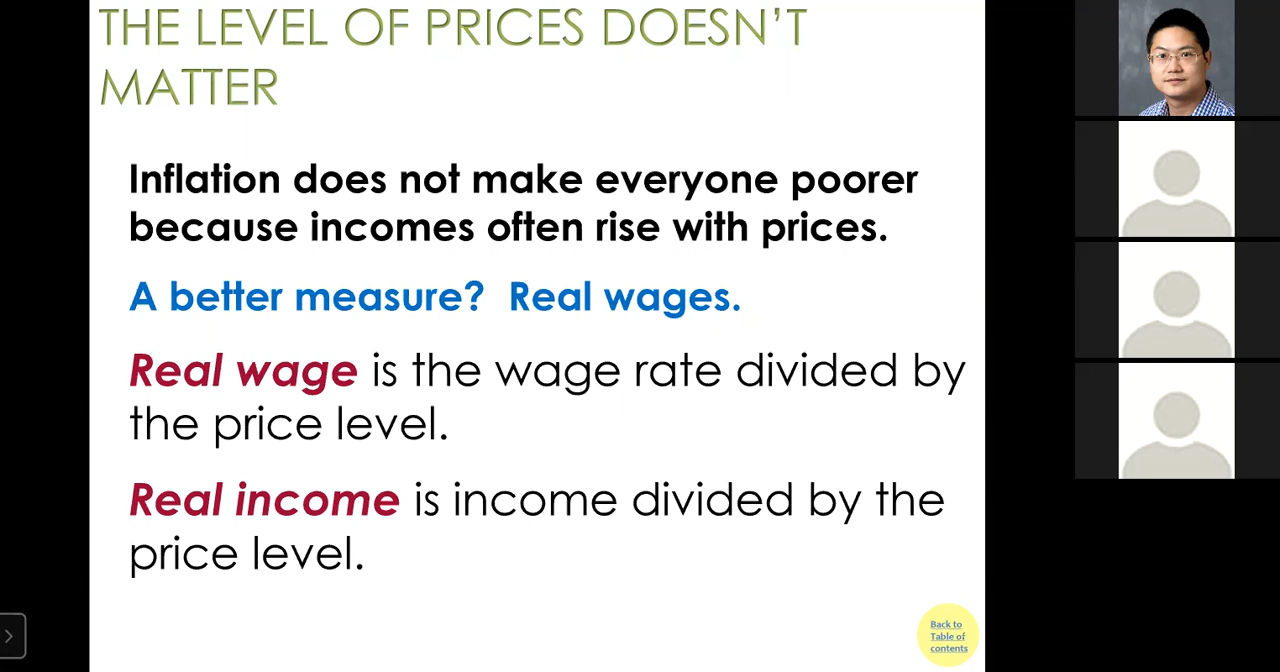 THE LEVEL OF PRICES DOESN’T
MATTER
Inflation does not make everyone poorer
because incomes often rise with prices.
A better measure?  Real wages.
Real wage is the wage rate divided by
the price level.
Real income is income divided by the
price level.
Back to
Table of
contents